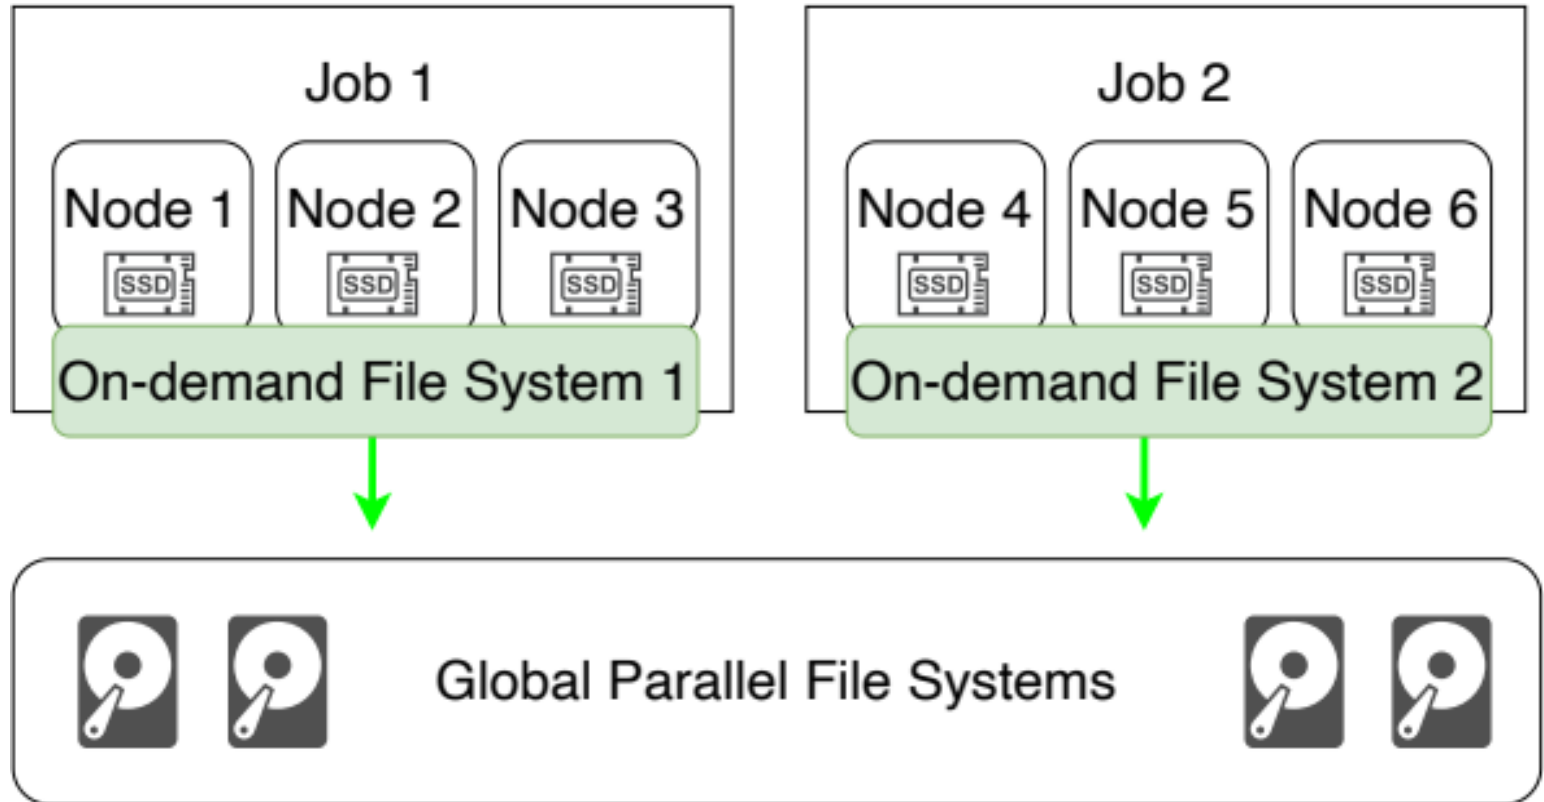 Job 1
Job 2
Node 1
Node 2
Node 3
Node 4
Node 5
Node 6
SSD
SSD
SSD
SSD
SSD
SSD
On-demand File System 1
On-demand File System 2
Global Parallel File Systems